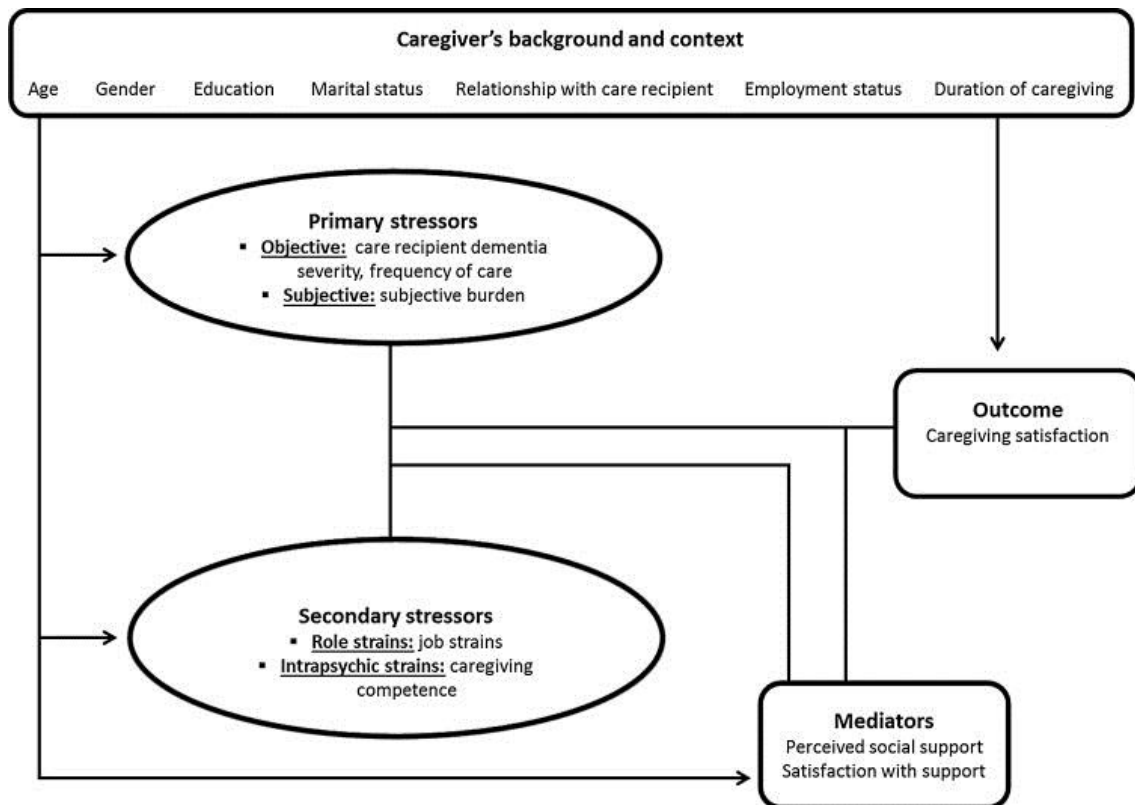 Caregiver's background and context
Age Gender Education Marital status Relationship with care recipient Employment status Duration of caregiving
Primary stressors
▪ Objective: care recipient dementia
severity, frequency of care
▪ Subjective: subjective burden
Outcome
Caregiving satisfaction
Secondary stressors
▪ Role strains: job strains
▪ Intrapsychic strains: caregiving
competence
Mediators
Perceived social support
Satisfaction with support